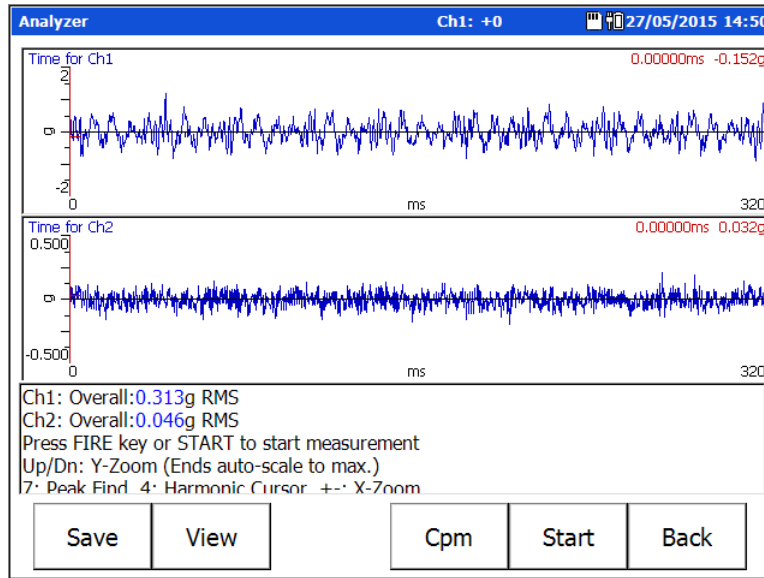 Analyzer Ch1: +0 27/05/2015 14:50
Time for Ch1 0.00000ms -0.152g
2
g
-2
0 ms 320
Time for Ch2 0.00000ms 0.032g
0.500
g
-0.500
0 ms 320
Ch1: Overall:0.313g RMS
Ch2: Overall:0.046g RMS
Press FIRE key or START to start measurement
Up/Dn: Y-Zoom (Ends auto-scale to max.)
7: Peak Find 4: Harmonic Cursor +-: X-Zoom
Save View Cpm Start Back